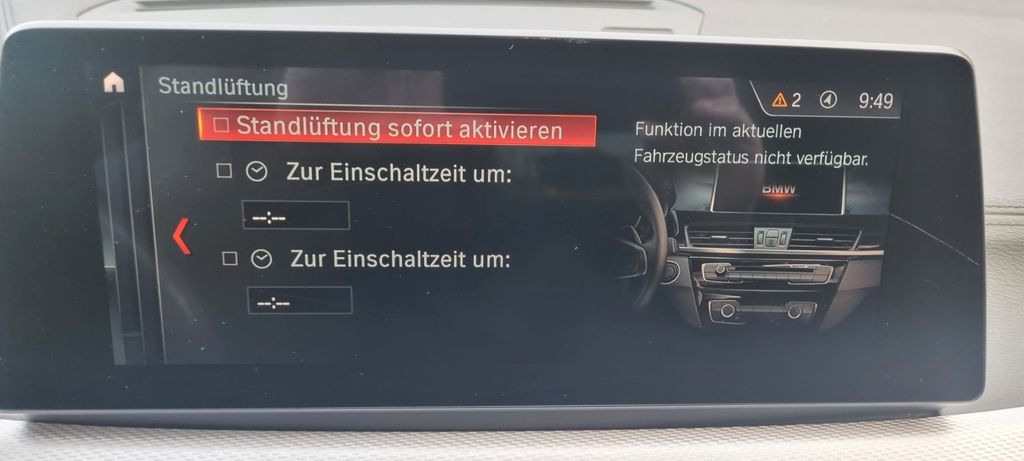 Standlüftung
2 9:49
Standlüftung sofort aktivieren
Zur Einschaltzeit um:
--:--
Zur Einschaltzeit um:
--:--
Funktion im aktuellen
Fahrzeugstatus nicht verfügbar.
BMW